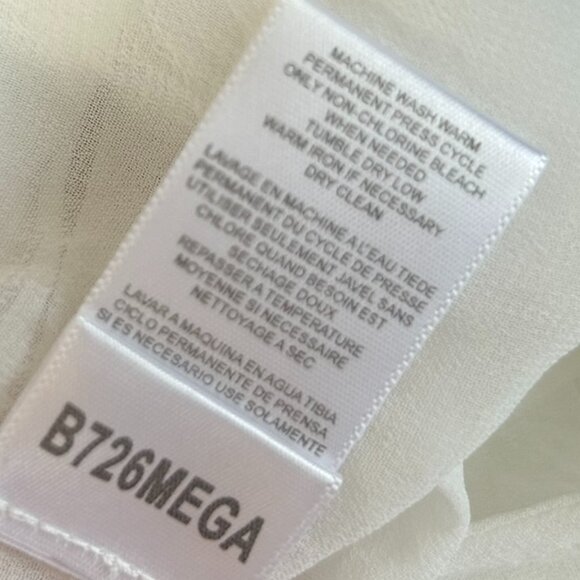 MACHINE WASH WARM
PERMANENT PRESS CYCLE
ONLY NON-CHLORINE BLEACH
WHEN NEEDED
TUMBLE DRY LOW
WARM IRON IF NECESSARY
DRY CLEAN
LAVAGE EN MACHINE A L'EAU TIEDE
PERMANENT DU CYCLE DE PRESSE
UTILISER SEULEMENT JAVEL SANS
CHLORE QUAND BESOIN EST
SECHAGE DOUX
REPASSER A TEMPERATURE
MOYENNE SI NECESSAIRE
NETTOYAGE A SEC
LAVAR A MAQUINA EN AGUA TIBIA
CICLO PERMANENTE DE PRENSA
SI ES NECESARIO USE SOLAMENTE
B726MEGA